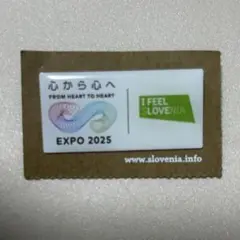 心から心へ
FROM HEART TO HEART
EXPO 2025
I FEEL
SLOVENIA
www.slovenia.info